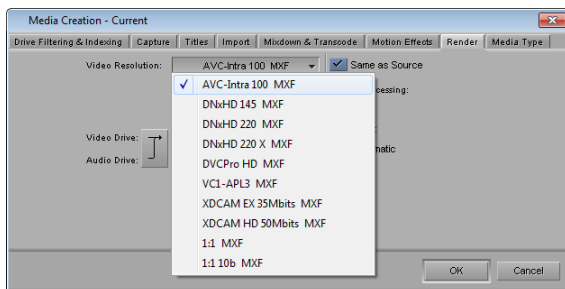 Media Creation - Current
Drive Filtering & Indexing Capture Titles Import Mixdown & Transcode Motion Effects Render Media Type
Video Resolution: AVC-Intra 100 MXF Same as Source
AVC-Intra 100 MXF
DNxHD 145 MXF
DNxHD 220 MXF
DNxHD 220 X MXF
DVCPro HD MXF
VC1-APL3 MXF
XDCAM EX 35Mbits MXF
XDCAM HD 50Mbits MXF
1:1 MXF
1:1 10b MXF
Video Drive:
Audio Drive:
OK Cancel